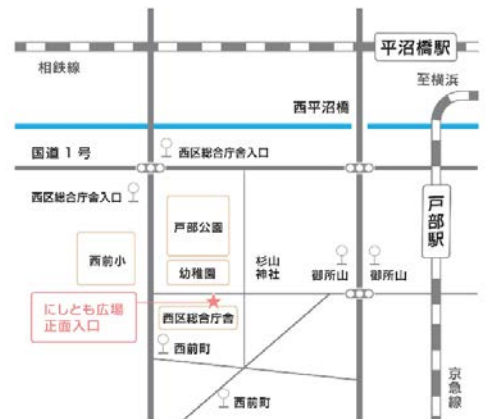 平沼橋駅
相鉄線
至横浜
西平沼橋
国道1号
西区総合庁舎入口
西区総合庁舎入口
戸部駅
戸部公園
西前小
幼稚園
杉山
神社
御所山
御所山
にしとも広場
正面入口
西区総合庁舎
西前町
京急線
西前町